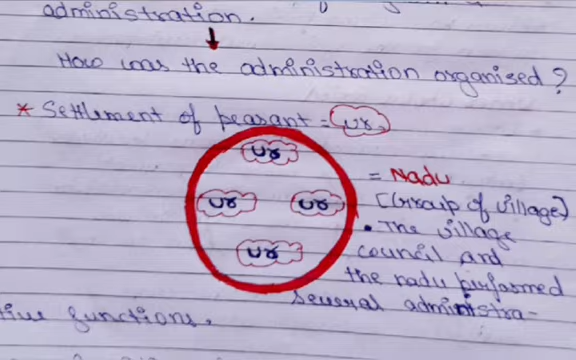 administration.
How was the administration organised?
* Settlement of peasant = ur
ur
= Nadu
ur ur
[Group of village]
• The village
ur
council and
the nadu performed
several administra-
tive functions.